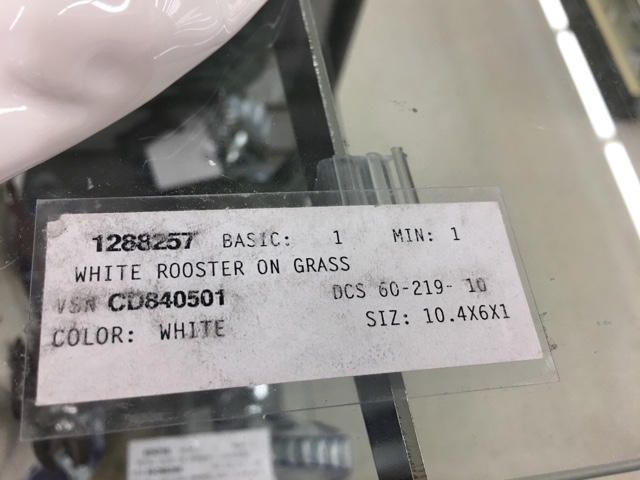 1288257 BASIC: 1 MIN: 1
WHITE ROOSTER ON GRASS
VSN CD840501 DCS 60-219- 10
COLOR: WHITE SIZ: 10.4X6X1